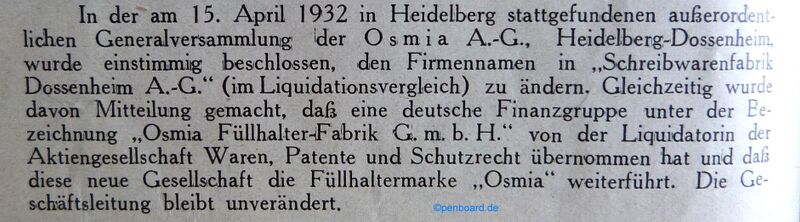 In der am 15. April 1932 in Heidelberg stattgefundenen außerordent-
lichen Generalversammlung der Osmia A.-G., Heidelberg-Dossenheim,
wurde einstimmig beschlossen, den Firmennamen in „Schreibwarenfabrik
Dossenheim A.-G.“ (im Liquidationsvergleich) zu ändern. Gleichzeitig wurde
davon Mitteilung gemacht, daß eine deutsche Finanzgruppe unter der Be-
zeichnung „Osmia Füllhalter-Fabrik G. m. b. H.“ von der Liquidatorin der
Aktiengesellschaft Waren, Patente und Schutzrecht übernommen hat und daß
diese neue Gesellschaft die Füllhaltermarke „Osmia“ weiterführt. Die Ge-
schäftsleitung bleibt unverändert.
©penboard.de